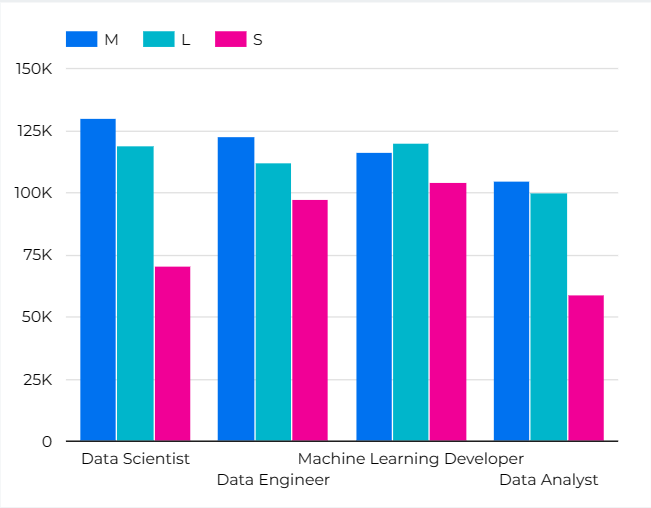 M L S
150K
125K
100K
75K
50K
25K
0
Data Scientist Machine Learning Developer
Data Engineer Data Analyst